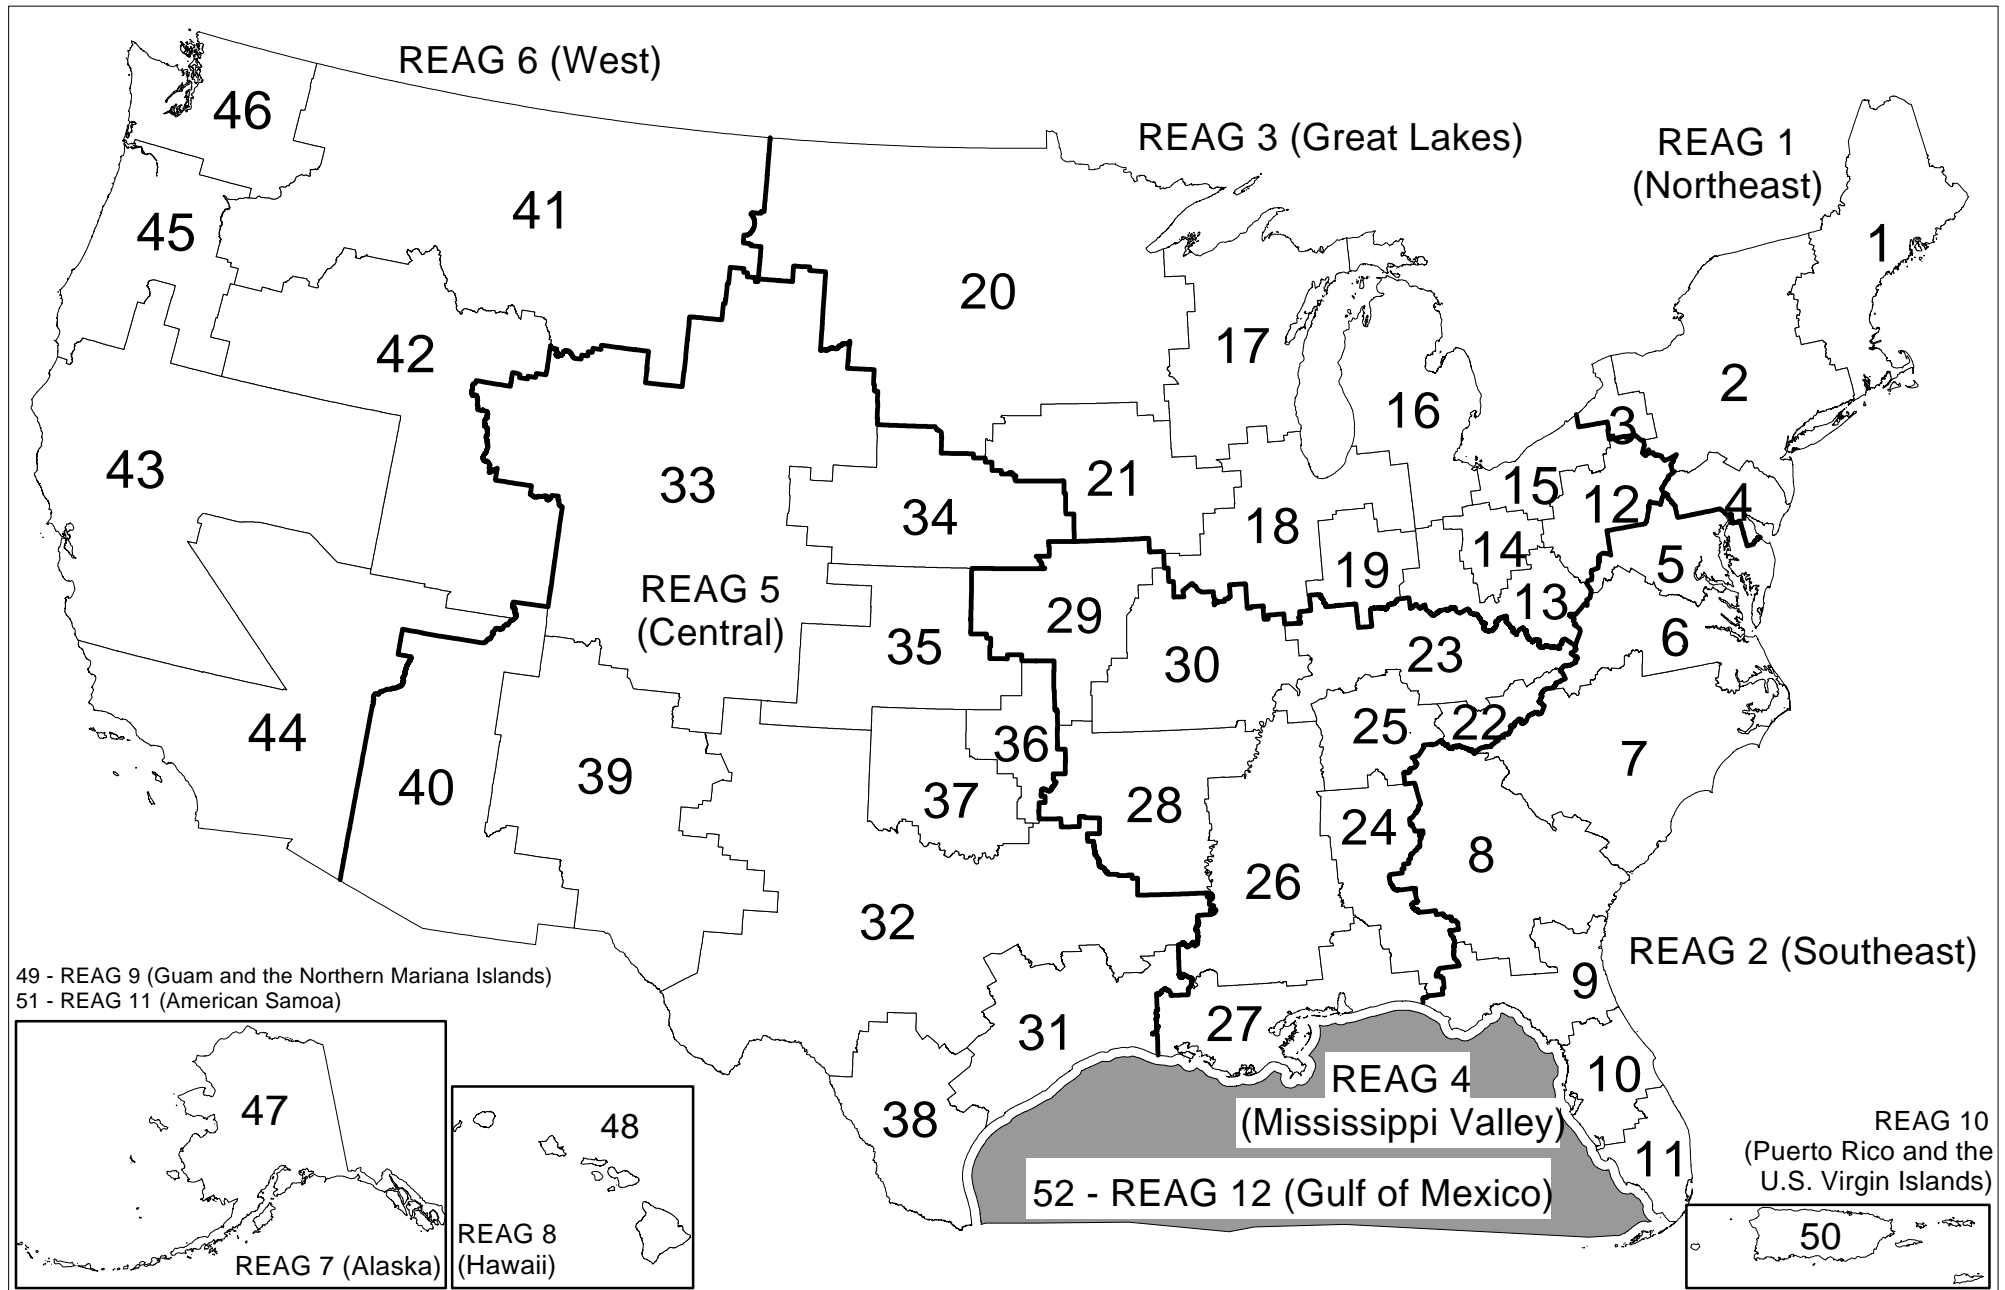 REAG 6 (West)
46
REAG 3 (Great Lakes)
REAG 1
(Northeast)
41
45
1
20
42
17
2
16
3
43
33
21
15
4
34
18
12
14
5
19
REAG 5
(Central)
29
13
35
30
23
6
44
36
25
22
7
39
40
37
28
24
8
26
32
REAG 2 (Southeast)
49 - REAG 9 (Guam and the Northern Mariana Islands)
51 - REAG 11 (American Samoa)
9
31
27
10
REAG 4
(Mississippi Valley)
47
48
38
REAG 10
(Puerto Rico and the
U.S. Virgin Islands)
11
52 - REAG 12 (Gulf of Mexico)
REAG 8
(Hawaii)
50
REAG 7 (Alaska)